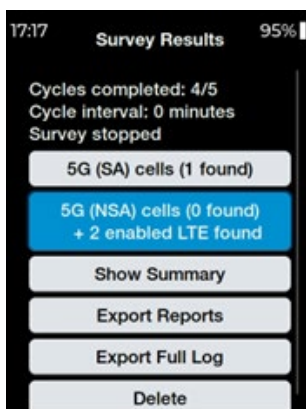 17:17
Survey Results
95%
Cycles completed: 4/5
Cycle interval: 0 minutes
Survey stopped
5G (SA) cells (1 found)
5G (NSA) cells (0 found)
+ 2 enabled LTE found
Show Summary
Export Reports
Export Full Log
Delete